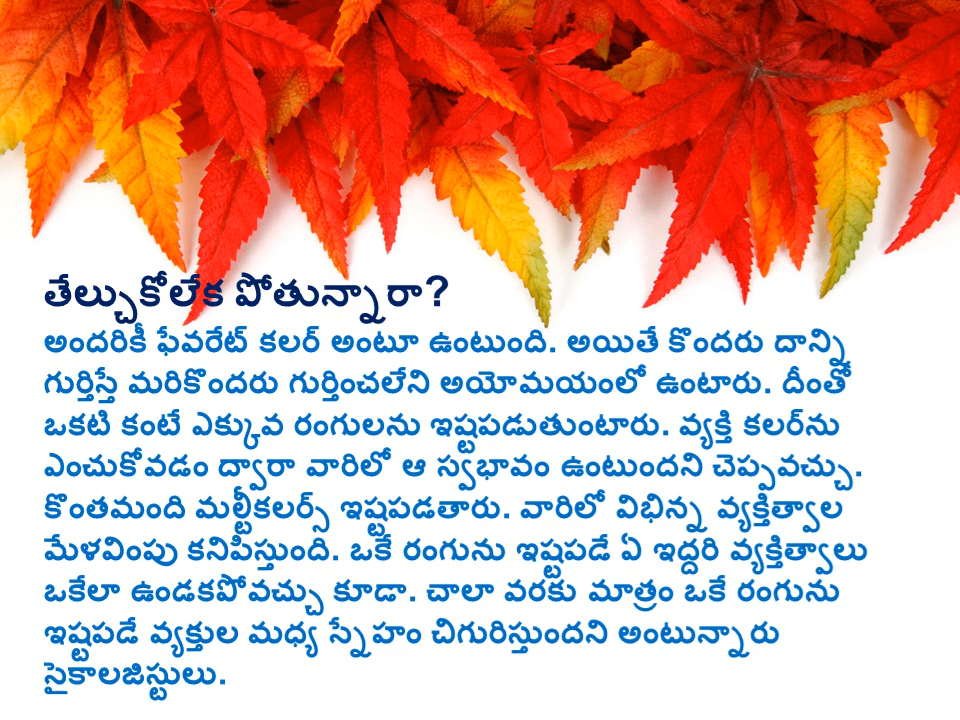 తేల్చుకోలేక పోతున్నారా?
అందరికీ ఫేవరేట్ కలర్ అంటూ ఉంటుంది. అయితే కొందరు దాన్ని
గుర్తిస్తే మరికొందరు గుర్తించలేని అయోమయంలో ఉంటారు. దీంతో
ఒకటి కంటే ఎక్కువ రంగులను ఇష్టపడుతుంటారు. వ్యక్తి కలర్‌ను
ఎంచుకోవడం ద్వారా వారిలో ఆ స్వభావం ఉంటుందని చెప్పవచ్చు.
కొంతమంది మల్టీకలర్స్ ఇష్టపడతారు. వారిలో విభిన్న వ్యక్తిత్వాల
మేళవింపు కనిపిస్తుంది. ఒకే రంగును ఇష్టపడే ఏ ఇద్దరి వ్యక్తిత్వాలు
ఒకేలా ఉండకపోవచ్చు కూడా. చాలా వరకు మాత్రం ఒకే రంగును
ఇష్టపడే వ్యక్తుల మధ్య స్నేహం చిగురిస్తుందని అంటున్నారు
సైకాలజిస్టులు.